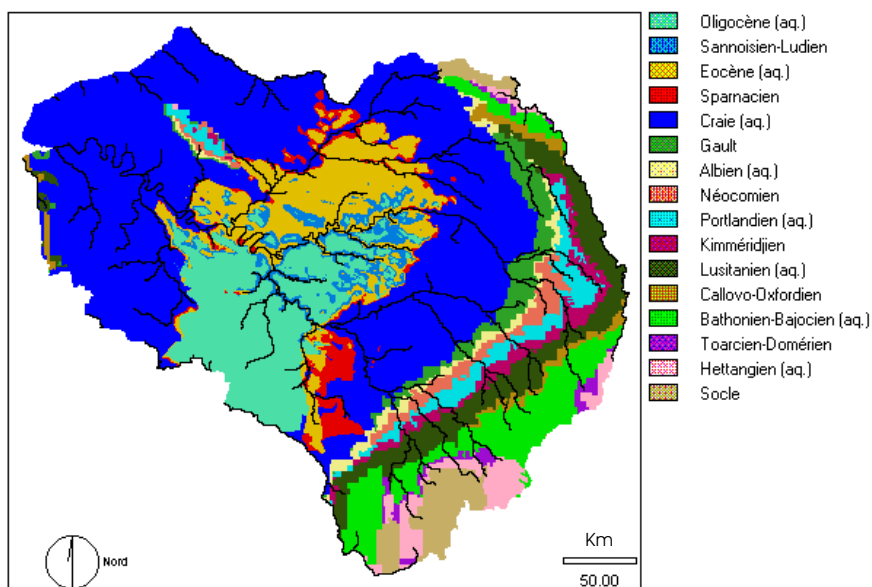 Oligocène (aq.)
Sannoisien-Ludien
Eocène (aq.)
Sparnacien
Craie (aq.)
Gault
Albien (aq.)
Néocomien
Portlandien (aq.)
Kimméridjien
Lusitanien (aq.)
Callovo-Oxfordien
Bathonien-Bajocien (aq.)
Toarcien-Domérien
Hettangien (aq.)
Socle
Nord
Km
50.00